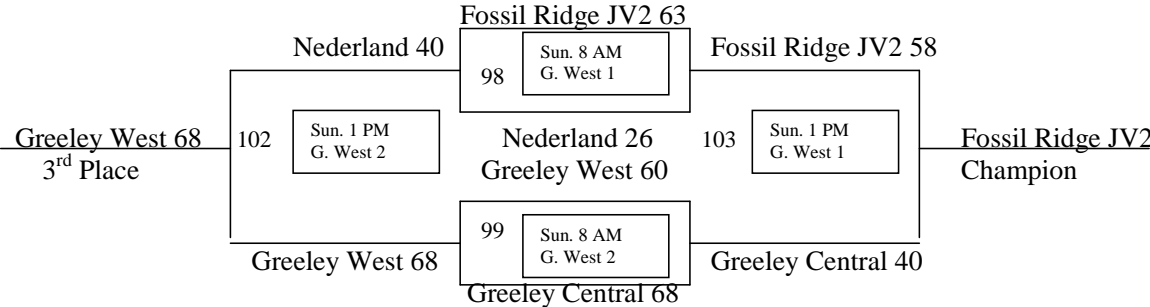 Fossil Ridge JV2 63
Nederland 40
Sun. 8 AM
G. West 1
Fossil Ridge JV2 58
98
Greeley West 68
3rd Place
102
Sun. 1 PM
G. West 2
Nederland 26
Greeley West 60
103
Sun. 1 PM
G. West 1
Fossil Ridge JV2
Champion
99
Sun. 8 AM
G. West 2
Greeley West 68
Greeley Central 40
Greeley Central 68